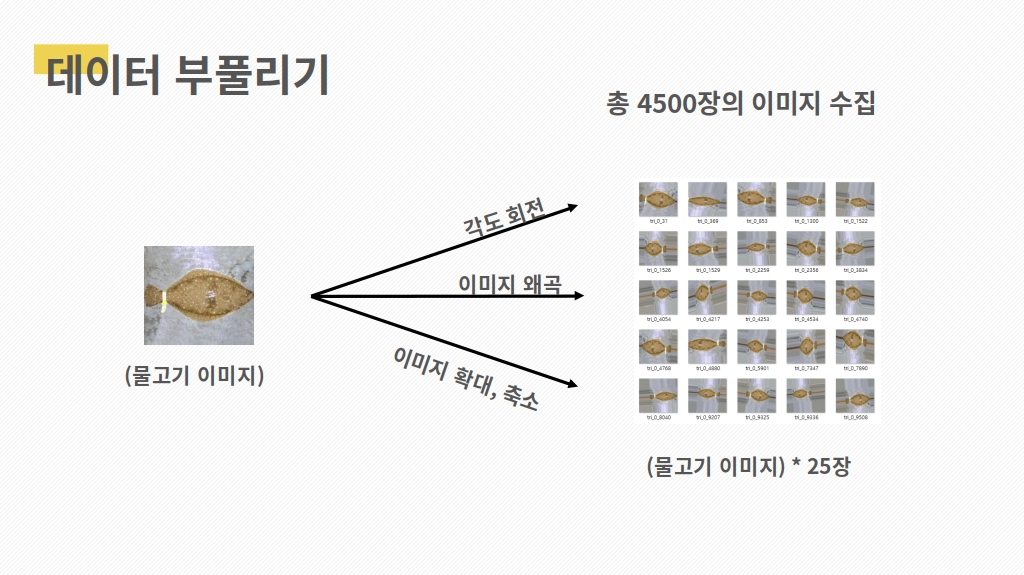 데이터 부풀리기
총 4500장의 이미지 수집
각도 회전
이미지 왜곡
이미지 확대, 축소
(물고기 이미지)
tri_0_31 tri_0_369 tri_0_853 tri_0_1300 tri_0_1522
tri_0_1526 tri_0_1529 tri_0_2259 tri_0_2356 tri_0_3834
tri_0_4054 tri_0_4217 tri_0_4253 tri_0_4534 tri_0_4740
tri_0_4768 tri_0_4880 tri_0_5901 tri_0_7347 tri_0_7890
tri_0_8040 tri_0_9207 tri_0_9325 tri_0_9336 tri_0_9508
(물고기 이미지) * 25장